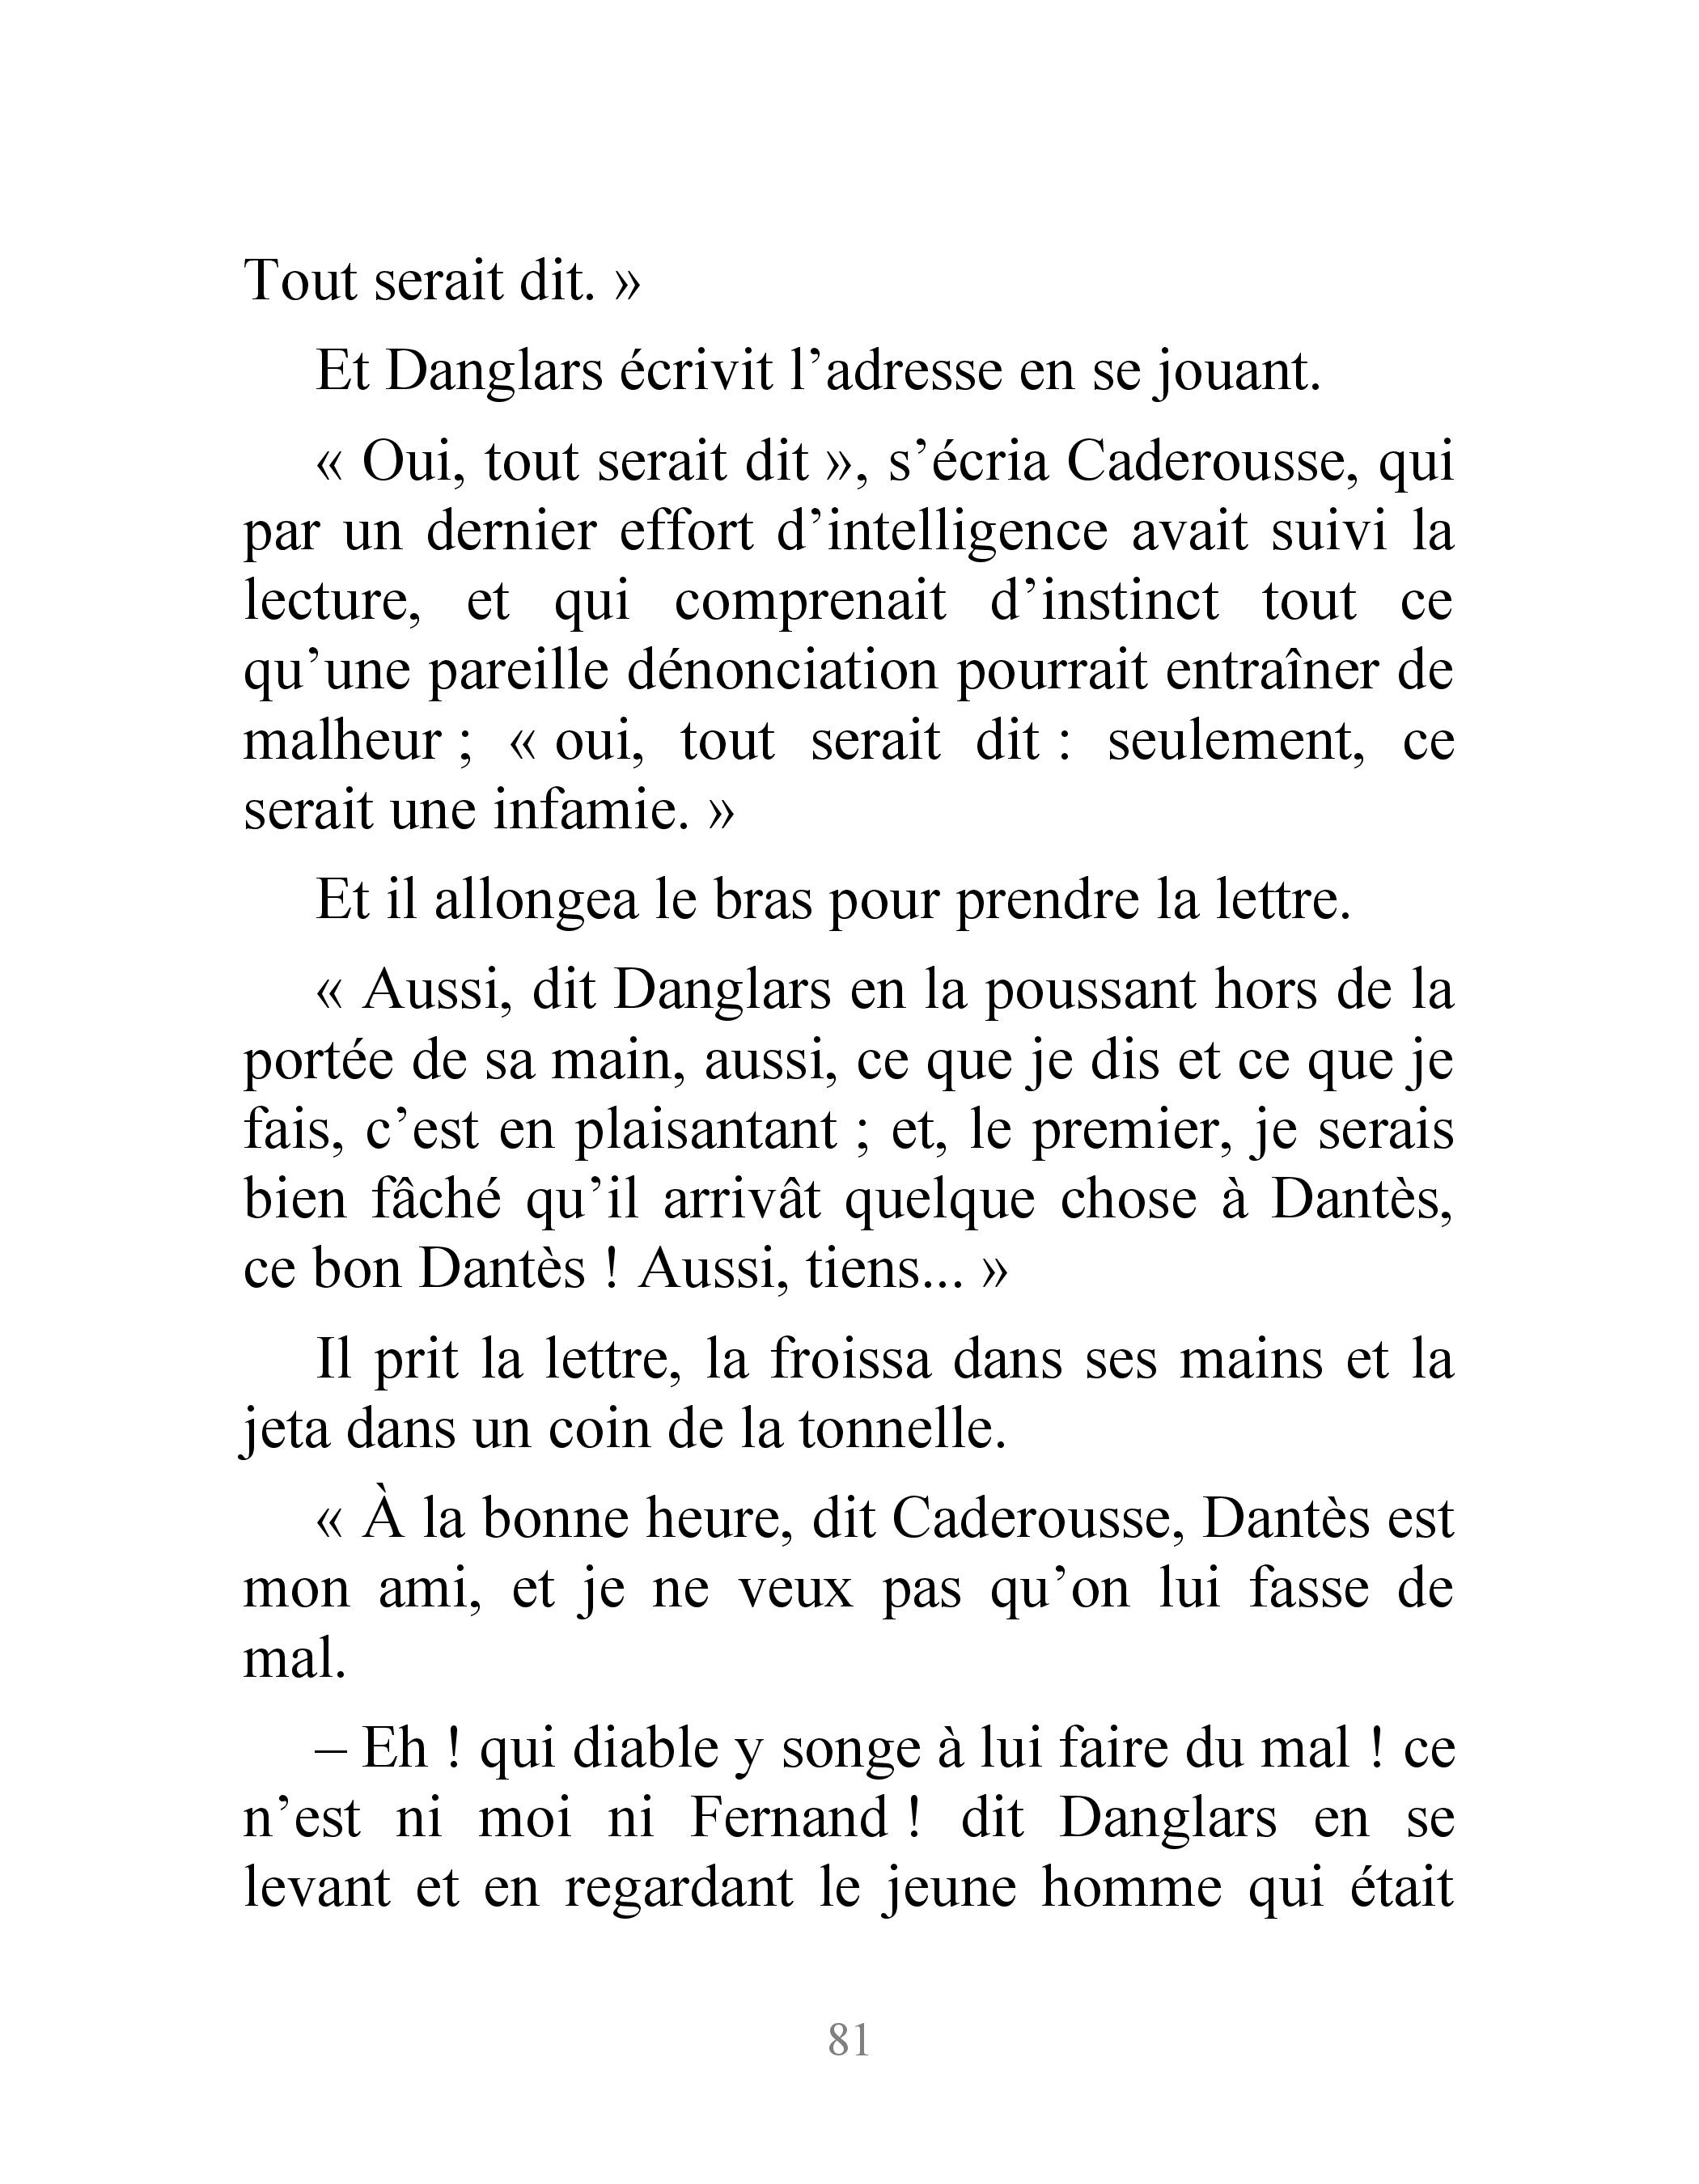 Tout serait dit. »
Et Danglars écrivit l’adresse en se jouant.
« Oui, tout serait dit », s’écria Caderousse, qui
par un dernier effort d’intelligence avait suivi la
lecture, et qui comprenait d’instinct tout ce
qu’une pareille dénonciation pourrait entraîner de
malheur ; « oui, tout serait dit : seulement, ce
serait une infamie. »
Et il allongea le bras pour prendre la lettre.
« Aussi, dit Danglars en la poussant hors de la
portée de sa main, aussi, ce que je dis et ce que je
fais, c’est en plaisantant ; et, le premier, je serais
bien fâché qu’il arrivât quelque chose à Dantès,
ce bon Dantès ! Aussi, tiens... »
Il prit la lettre, la froissa dans ses mains et la
jeta dans un coin de la tonnelle.
« À la bonne heure, dit Caderousse, Dantès est
mon ami, et je ne veux pas qu’on lui fasse de
mal.
– Eh ! qui diable y songe à lui faire du mal ! ce
n’est ni moi ni Fernand ! dit Danglars en se
levant et en regardant le jeune homme qui était
81